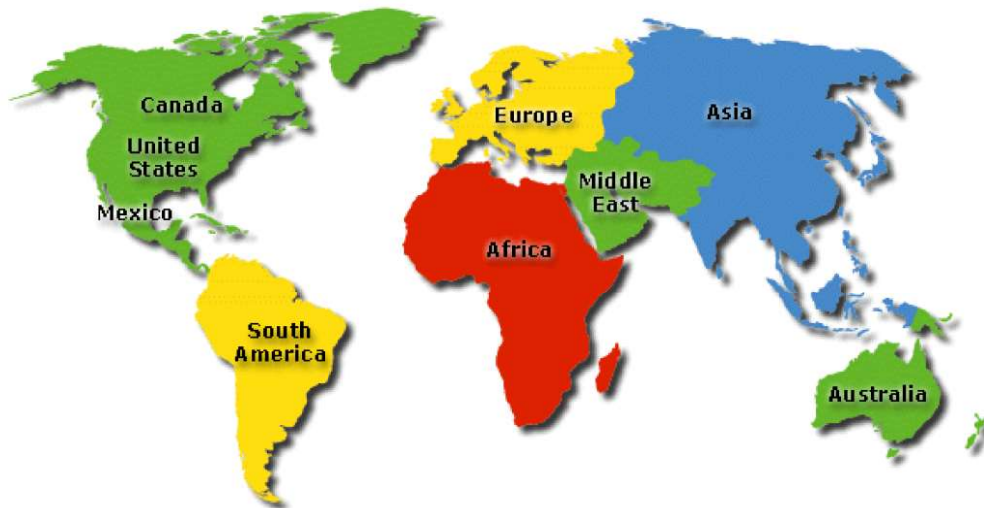 Canada
United
States
Mexico
South
America
Europe
Africa
Middle
East
Asia
Australia